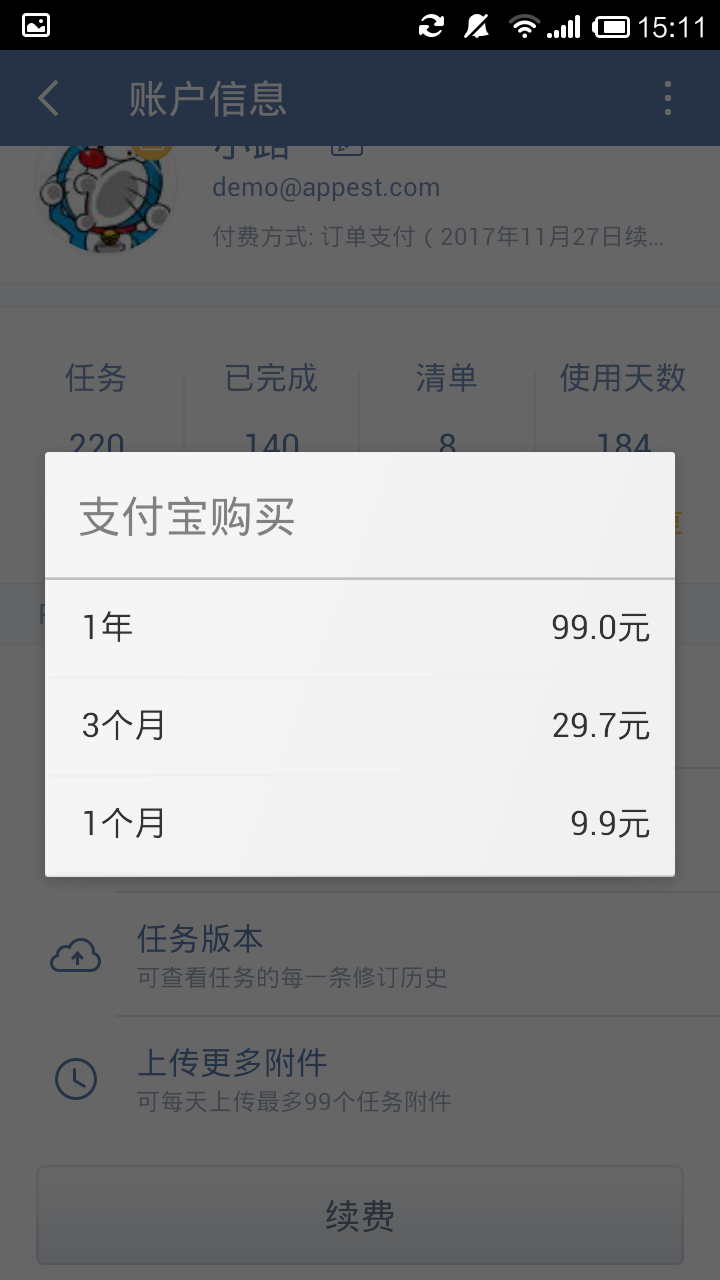 15:11
账户信息
demo@appest.com
付费方式: 订单支付 ( 2017年11月27日续...
任务 已完成 清单 使用天数
220 140 8 184
支付宝购买
1年 99.0元
3个月 29.7元
1个月 9.9元
任务版本
可查看任务的每一条修订历史
上传更多附件
可每天上传最多99个任务附件
续费